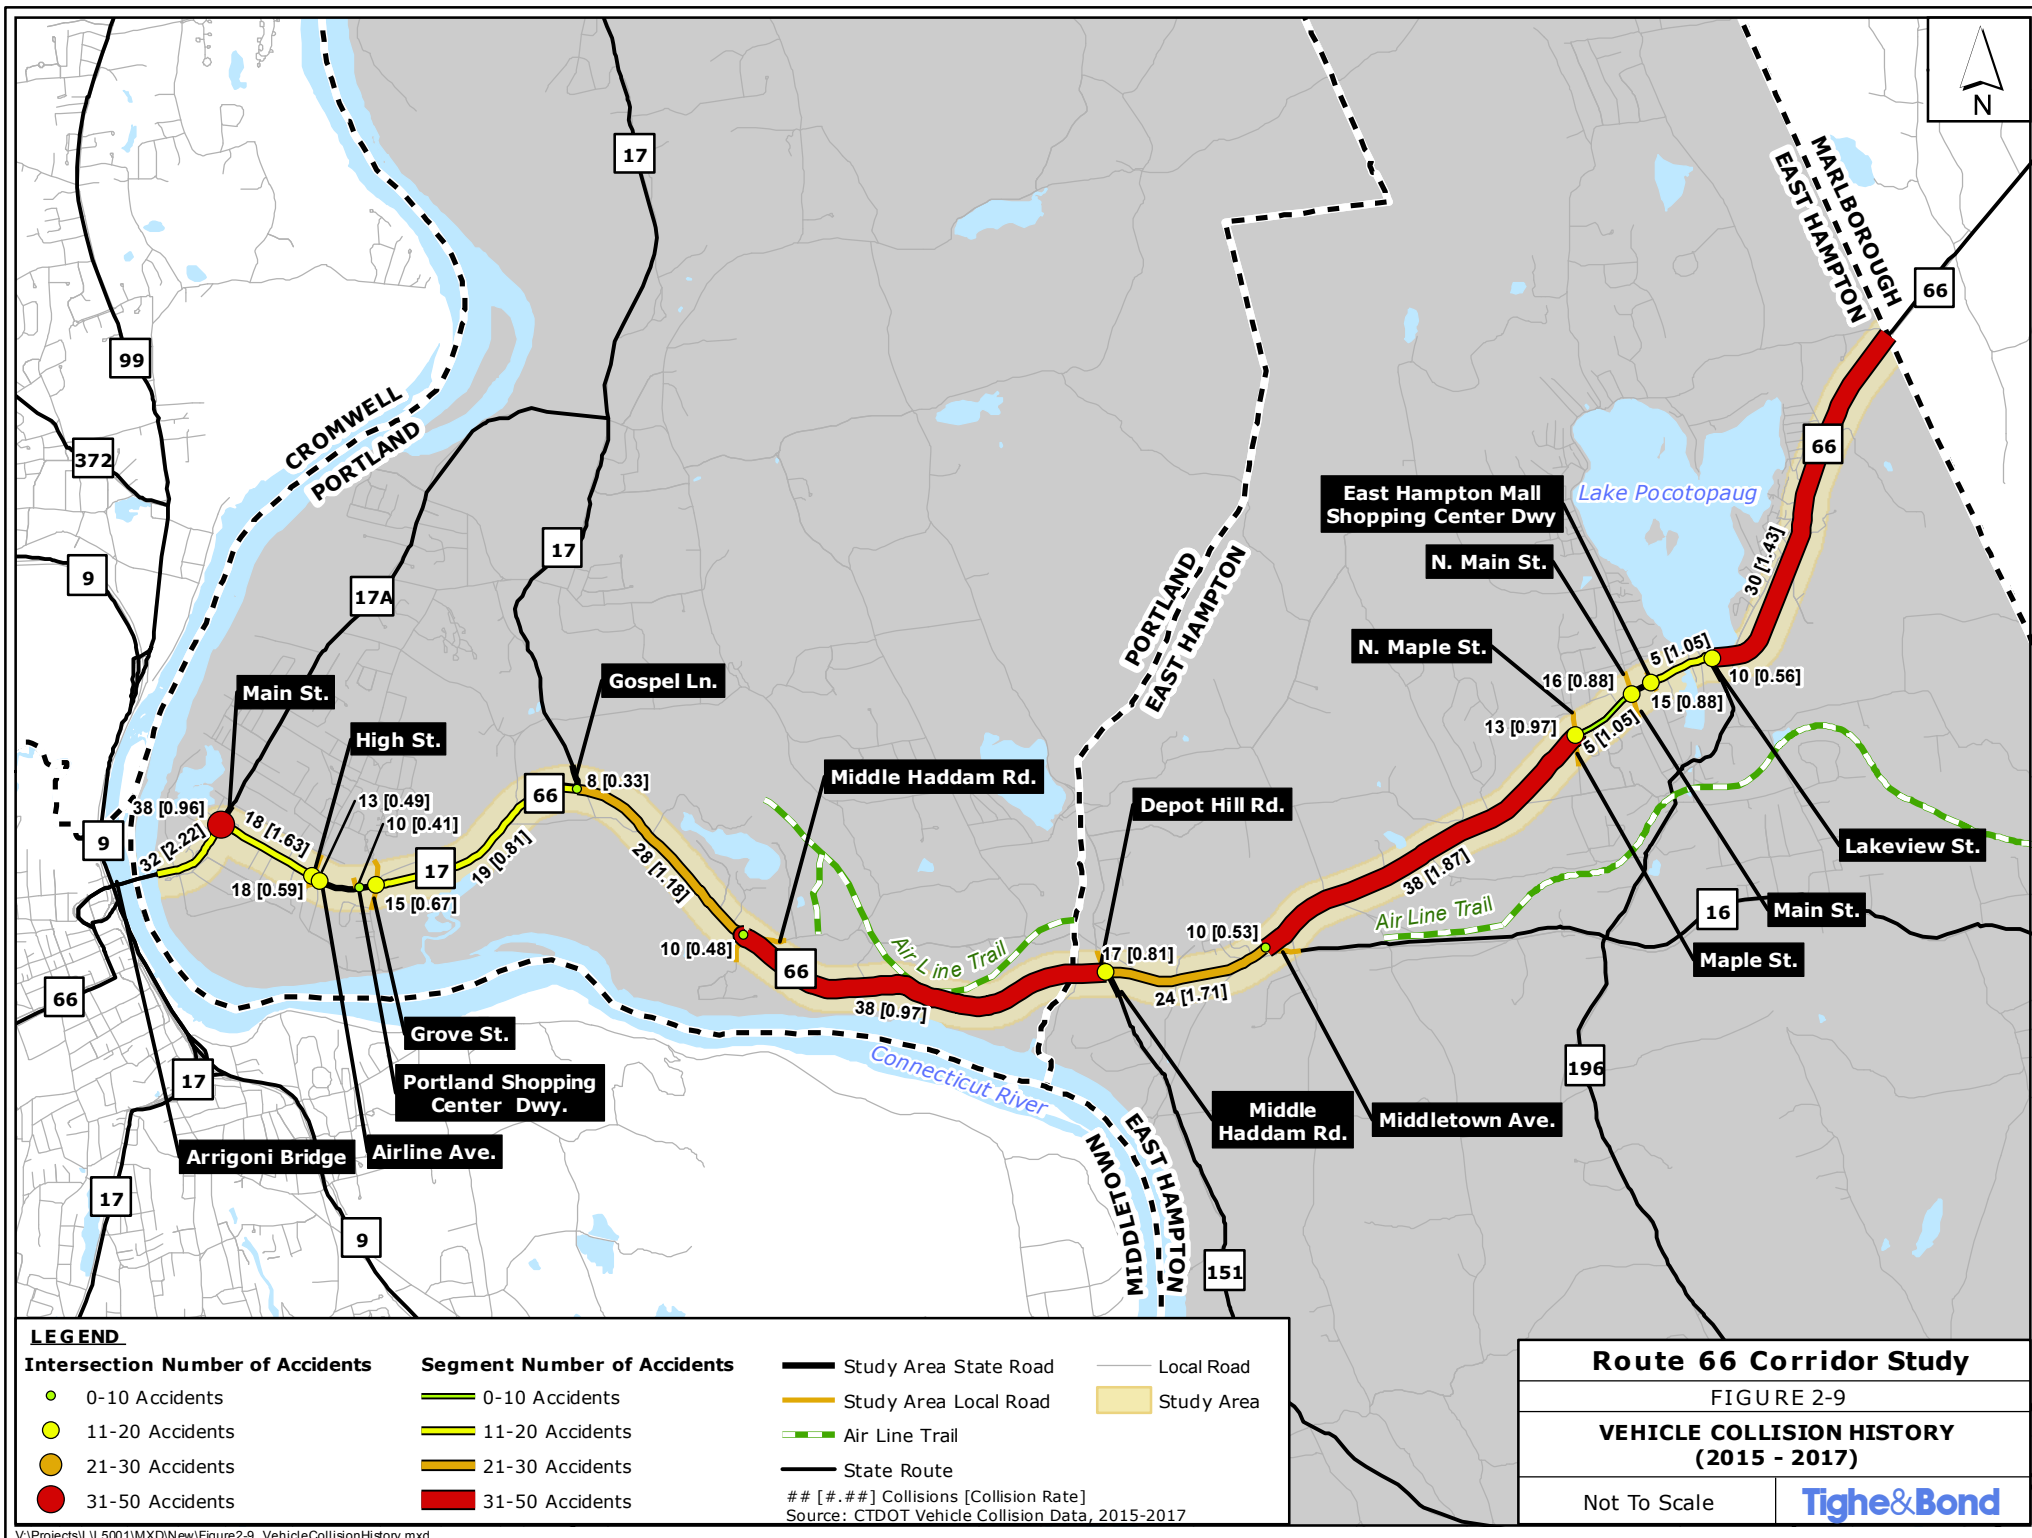 N
MARLBOROUGH
EAST HAMPTON
17
66
99
CROMWELL
PORTLAND
372
66
East Hampton Mall
Shopping Center Dwy
Lake Pocotopaug
9
17
17A
N. Main St.
30 [1.43]
PORTLAND
EAST HAMPTON
N. Maple St.
5 [1.05]
16 [0.88]
10 [0.56]
15 [0.88]
Main St.
Gospel Ln.
13 [0.97]
5 [1.05]
High St.
Middle Haddam Rd.
8 [0.33]
66
Depot Hill Rd.
38 [0.96]
18 [1.63]
13 [0.49]
10 [0.41]
9
32 [2.22]
17
19 [0.81]
28 [1.18]
Lakeview St.
38 [1.87]
18 [0.59]
15 [0.67]
Air Line Trail
16
Main St.
10 [0.53]
10 [0.48]
Air Line Trail
17 [0.81]
66
Maple St.
24 [1.71]
66
38 [0.97]
Grove St.
Connecticut River
17
196
Portland Shopping
Center Dwy.
Middle
Haddam Rd.
Middletown Ave.
Arrigoni Bridge
Airline Ave.
EAST HAMPTON
MIDDLETOWN
17
9
151
LEGEND
Intersection Number of Accidents
0-10 Accidents
11-20 Accidents
21-30 Accidents
31-50 Accidents
Segment Number of Accidents
0-10 Accidents
11-20 Accidents
21-30 Accidents
31-50 Accidents
Study Area State Road
Study Area Local Road
Air Line Trail
State Route
Local Road
Study Area
## [#.##] Collisions [Collision Rate]
Source: CTDOT Vehicle Collision Data, 2015-2017
Route 66 Corridor Study
FIGURE 2-9
VEHICLE COLLISION HISTORY
(2015 - 2017)
Not To Scale
Tighe&Bond
V:\Projects\L\L5001\MXD\New\Figure2-9_VehicleCollisionHistory.mxd